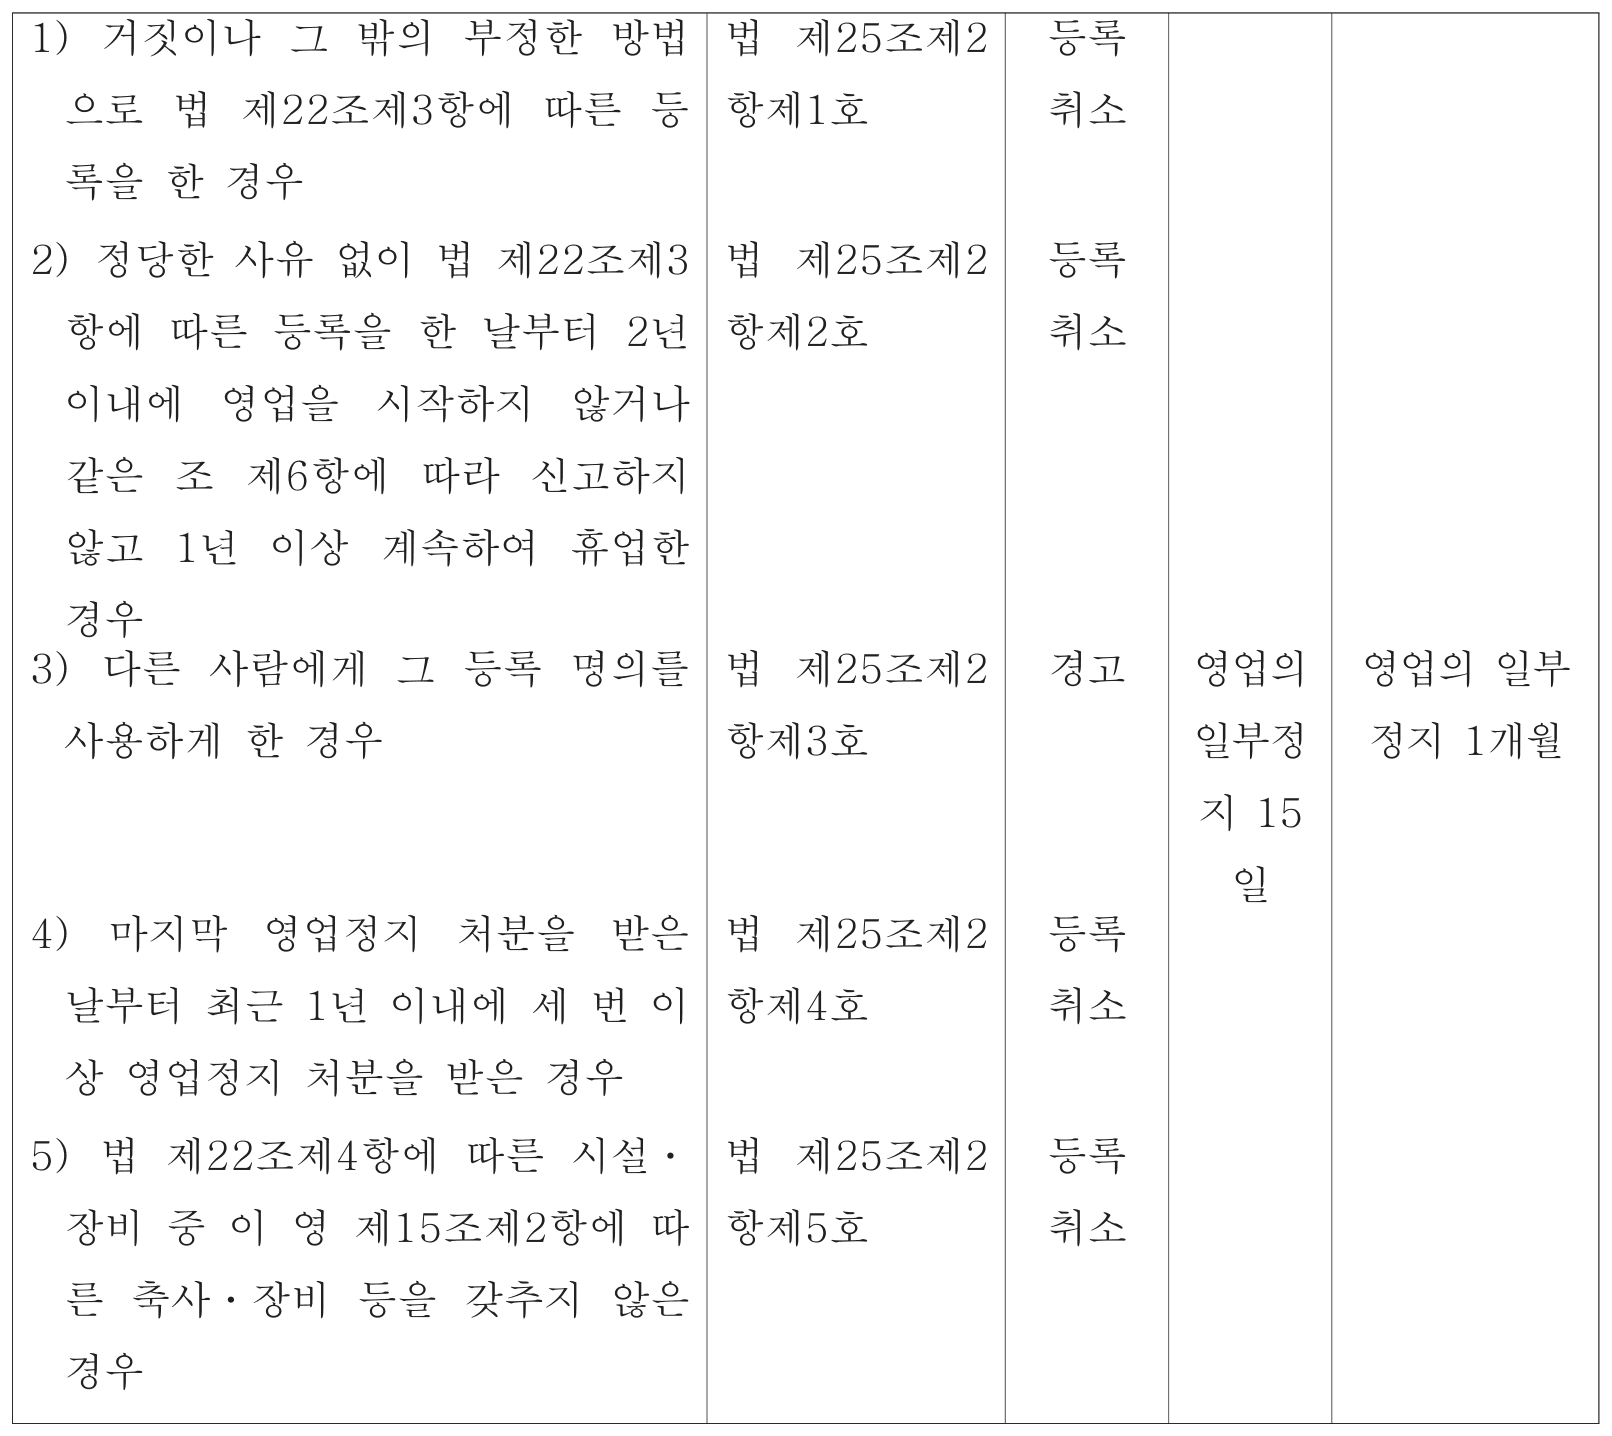 1) 거짓이나 그 밖의 부정한 방법
으로 법 제22조제3항에 따른 등
록을 한 경우
법 제25조제2
항제1호
등록
취소
2) 정당한 사유 없이 법 제22조제3
항에 따른 등록을 한 날부터 2년
이내에 영업을 시작하지 않거나
같은 조 제6항에 따라 신고하지
않고 1년 이상 계속하여 휴업한
경우
법 제25조제2
항제2호
등록
취소
3) 다른 사람에게 그 등록 명의를
사용하게 한 경우
법 제25조제2
항제3호
경고
영업의
일부정
지 15
일
영업의 일부
정지 1개월
4) 마지막 영업정지 처분을 받은
날부터 최근 1년 이내에 세 번 이
상 영업정지 처분을 받은 경우
법 제25조제2
항제4호
등록
취소
5) 법 제22조제4항에 따른 시설·
장비 중 이 영 제15조제2항에 따
른 축사·장비 등을 갖추지 않은
경우
법 제25조제2
항제5호
등록
취소